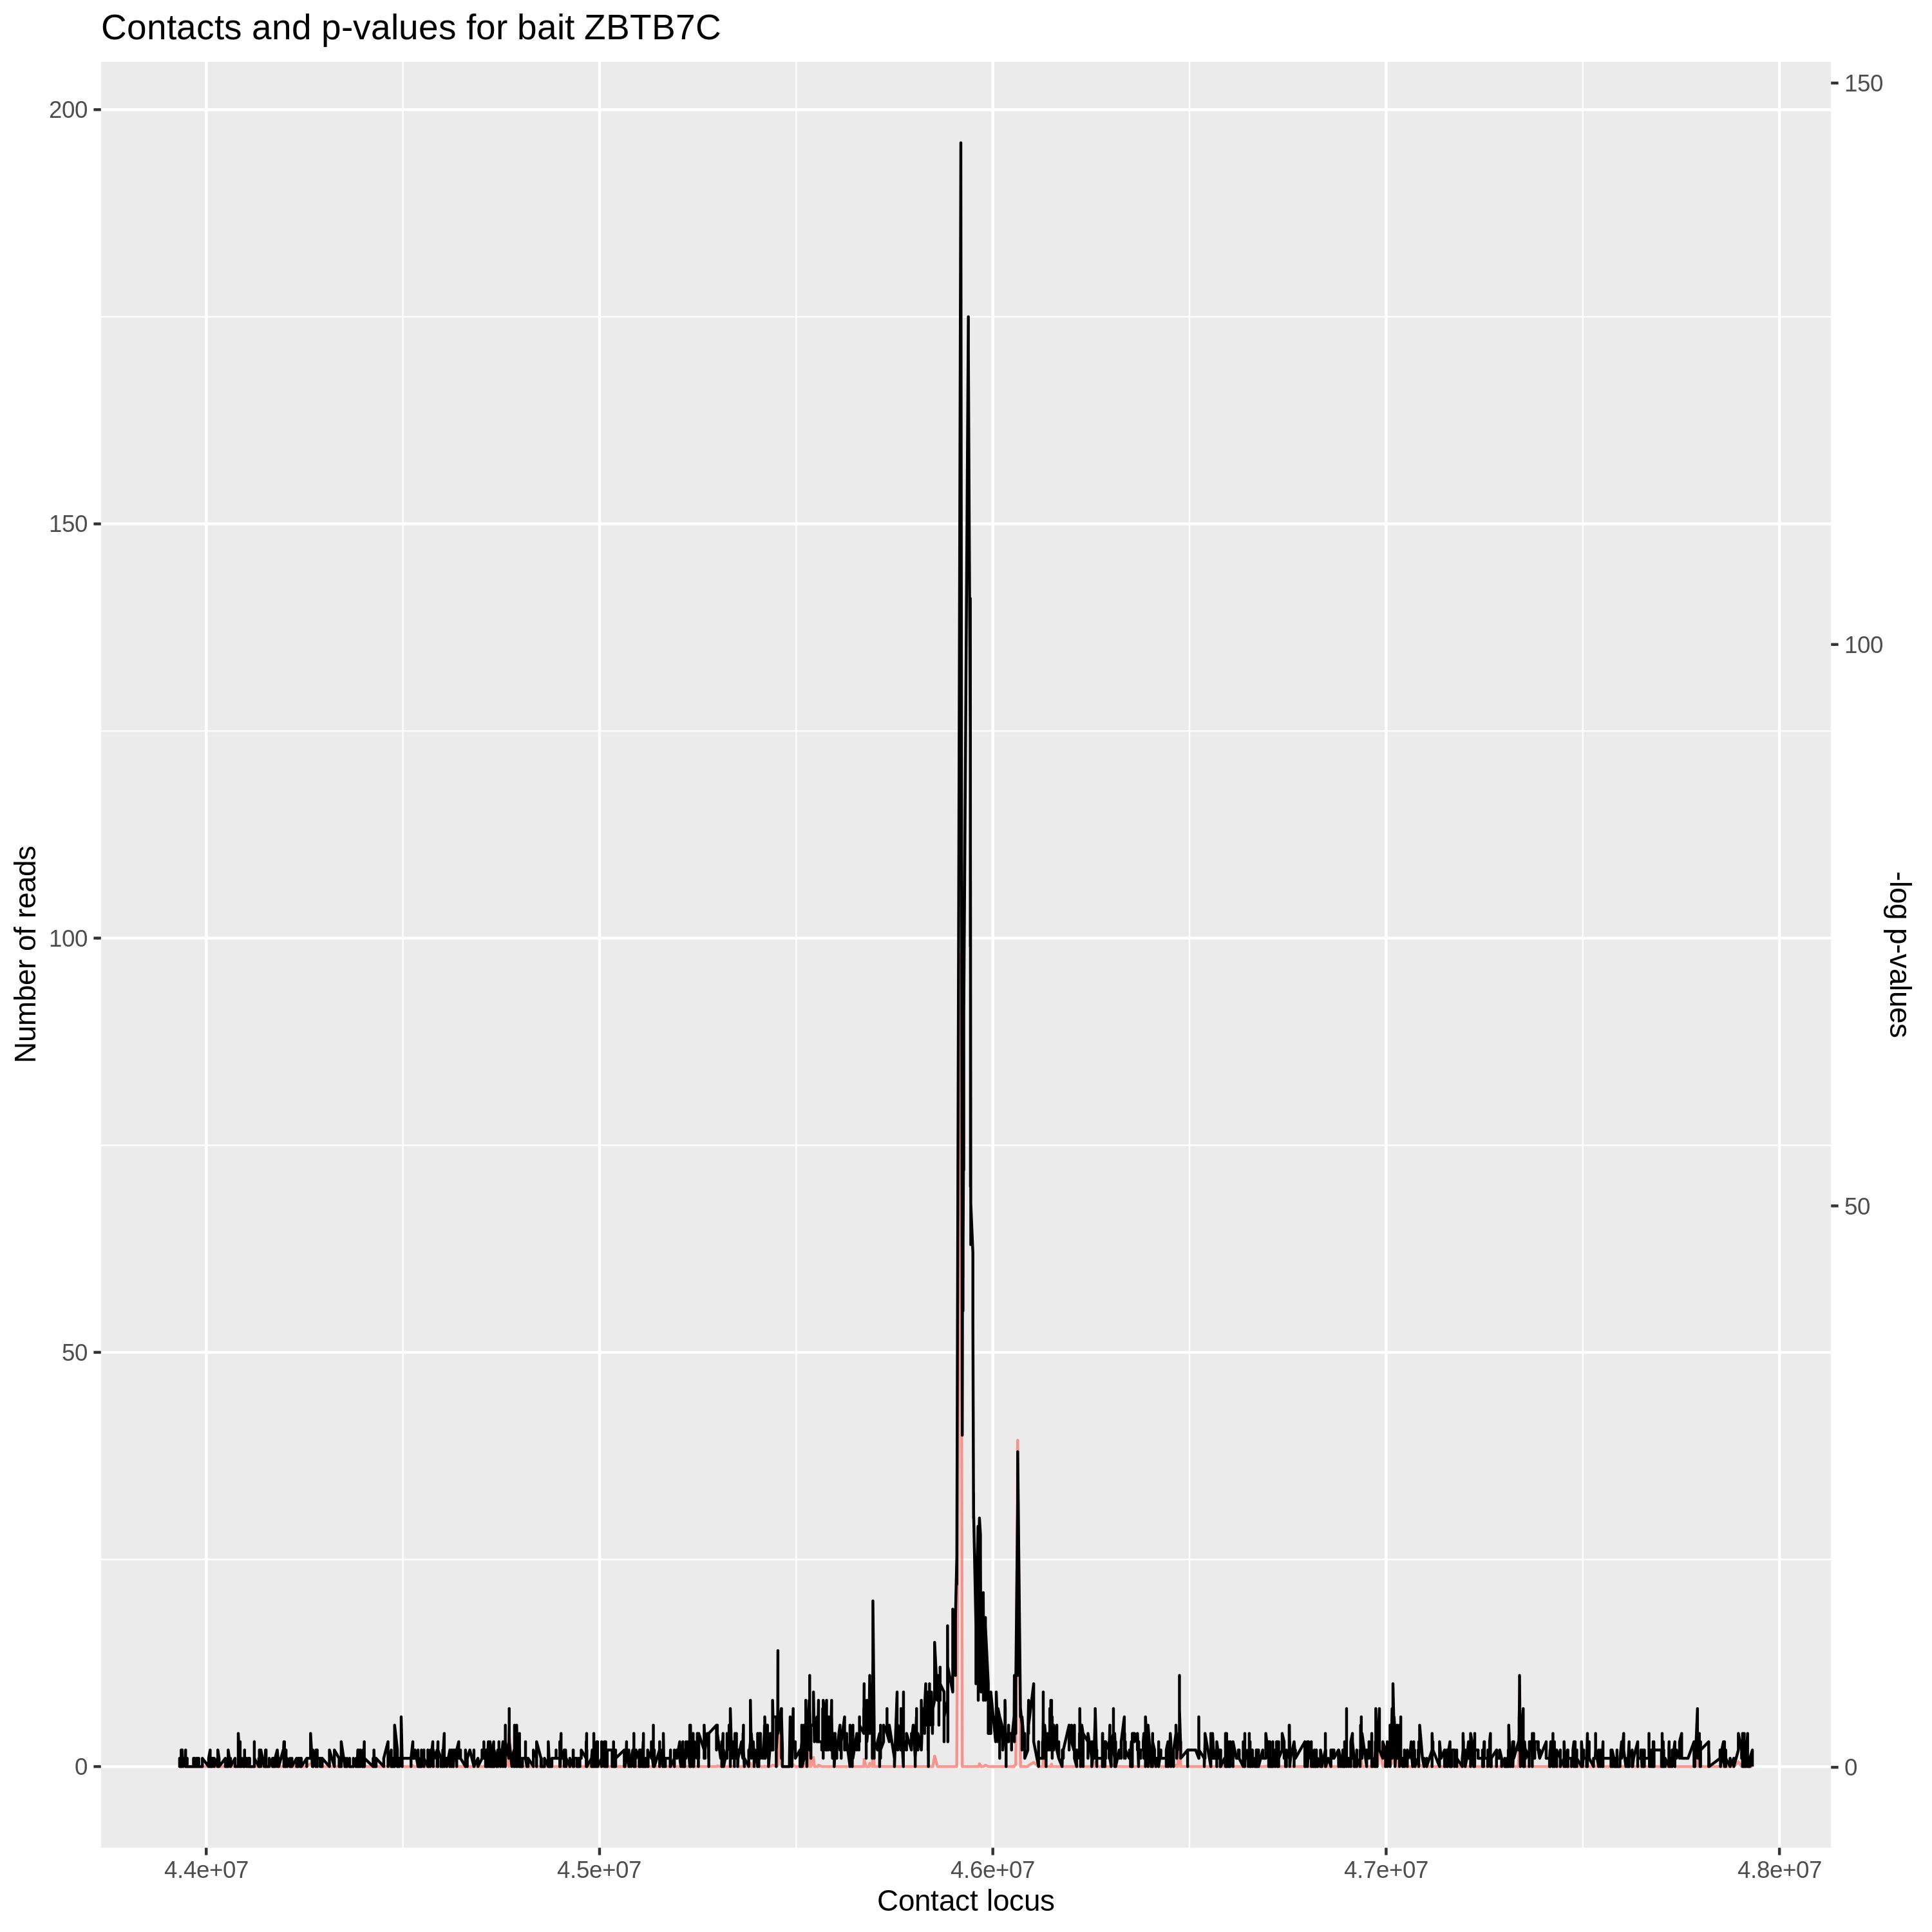 Contacts and p-values for bait ZBTB7C
200
150
100
50
0
Number of reads
150
100
50
0
-log p-values
4.4e+07 4.5e+07 4.6e+07 4.7e+07 4.8e+07
Contact locus